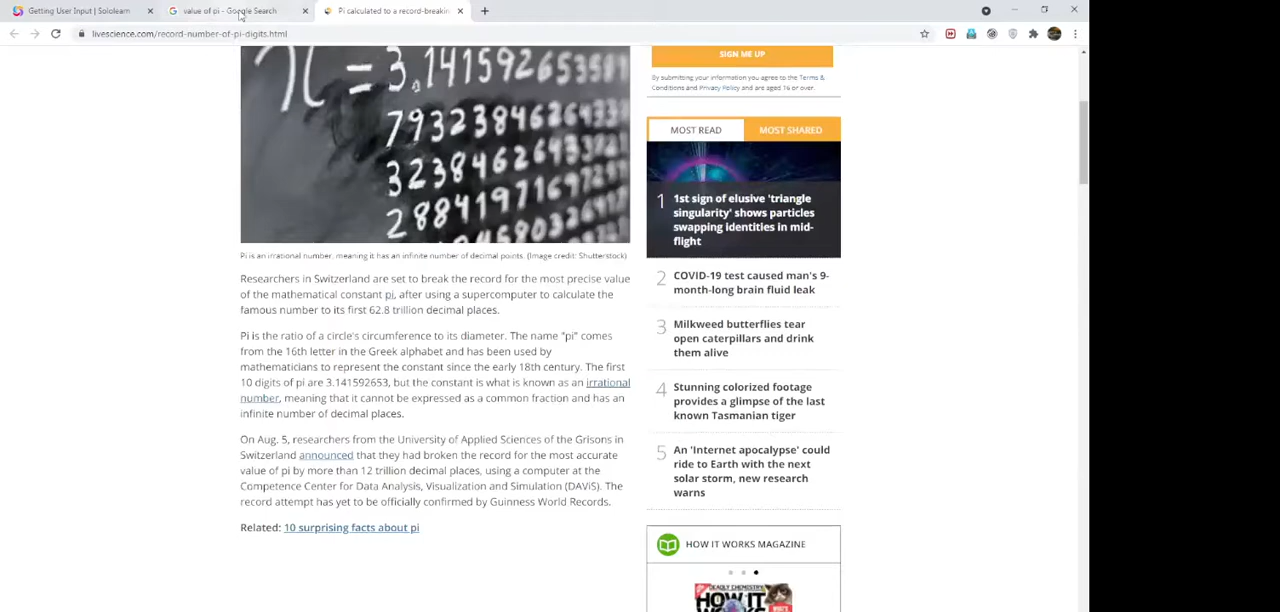 Getting User Input | Sololearn
value of pi - Google Search
Pi calculated to a record-breakin
livescience.com/record-number-of-pi-digits.html
= 3.1415926535
793238462643
323846264
288419716
Pi is an irrational number, meaning it has an infinite number of decimal points. (Image credit: Shutterstock)
Researchers in Switzerland are set to break the record for the most precise value
of the mathematical constant pi, after using a supercomputer to calculate the
famous number to its first 62.8 trillion decimal places.
Pi is the ratio of a circle's circumference to its diameter. The name "pi" comes
from the 16th letter in the Greek alphabet and has been used by
mathematicians to represent the constant since the early 18th century. The first
10 digits of pi are 3.141592653, but the constant is what is known as an irrational
number, meaning that it cannot be expressed as a common fraction and has an
infinite number of decimal places.
On Aug. 5, researchers from the University of Applied Sciences of the Grisons in
Switzerland announced that they had broken the record for the most accurate
value of pi by more than 12 trillion decimal places, using a computer at the
Competence Center for Data Analysis, Visualization and Simulation (DAViS). The
record attempt has yet to be officially confirmed by Guinness World Records.
Related: 10 surprising facts about pi
SIGN ME UP
By submitting your information you agree to the Terms &
Conditions and Privacy Policy and are aged 16 or over.
MOST READ
MOST SHARED
1 1st sign of elusive 'triangle
singularity' shows particles
swapping identities in mid-
flight
2 COVID-19 test caused man's 9-
month-long brain fluid leak
3 Milkweed butterflies tear
open caterpillars and drink
them alive
4 Stunning colorized footage
provides a glimpse of the last
known Tasmanian tiger
5 An 'Internet apocalypse' could
ride to Earth with the next
solar storm, new research
warns
HOW IT WORKS MAGAZINE
DEADLY CHEMISTRY
HOW IT
WORKS